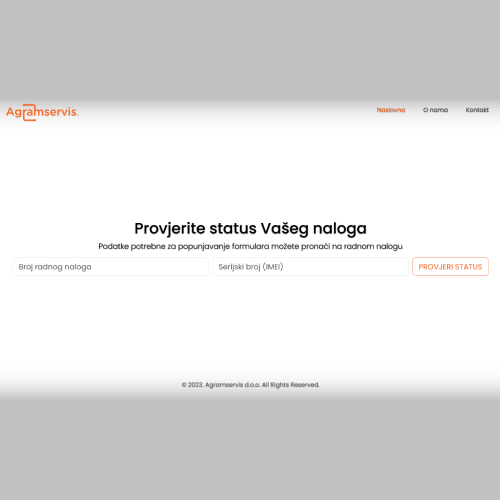 Agramservis.
Naslovna O nama Kontakt
Provjerite status Vašeg naloga
Podatke potrebne za popunjavanje formulara možete pronaći na radnom nalogu
Broj radnog naloga Serijski broj (IMEI) PROVJERI STATUS
© 2023. Agramservis d.o.o. All Rights Reserved.